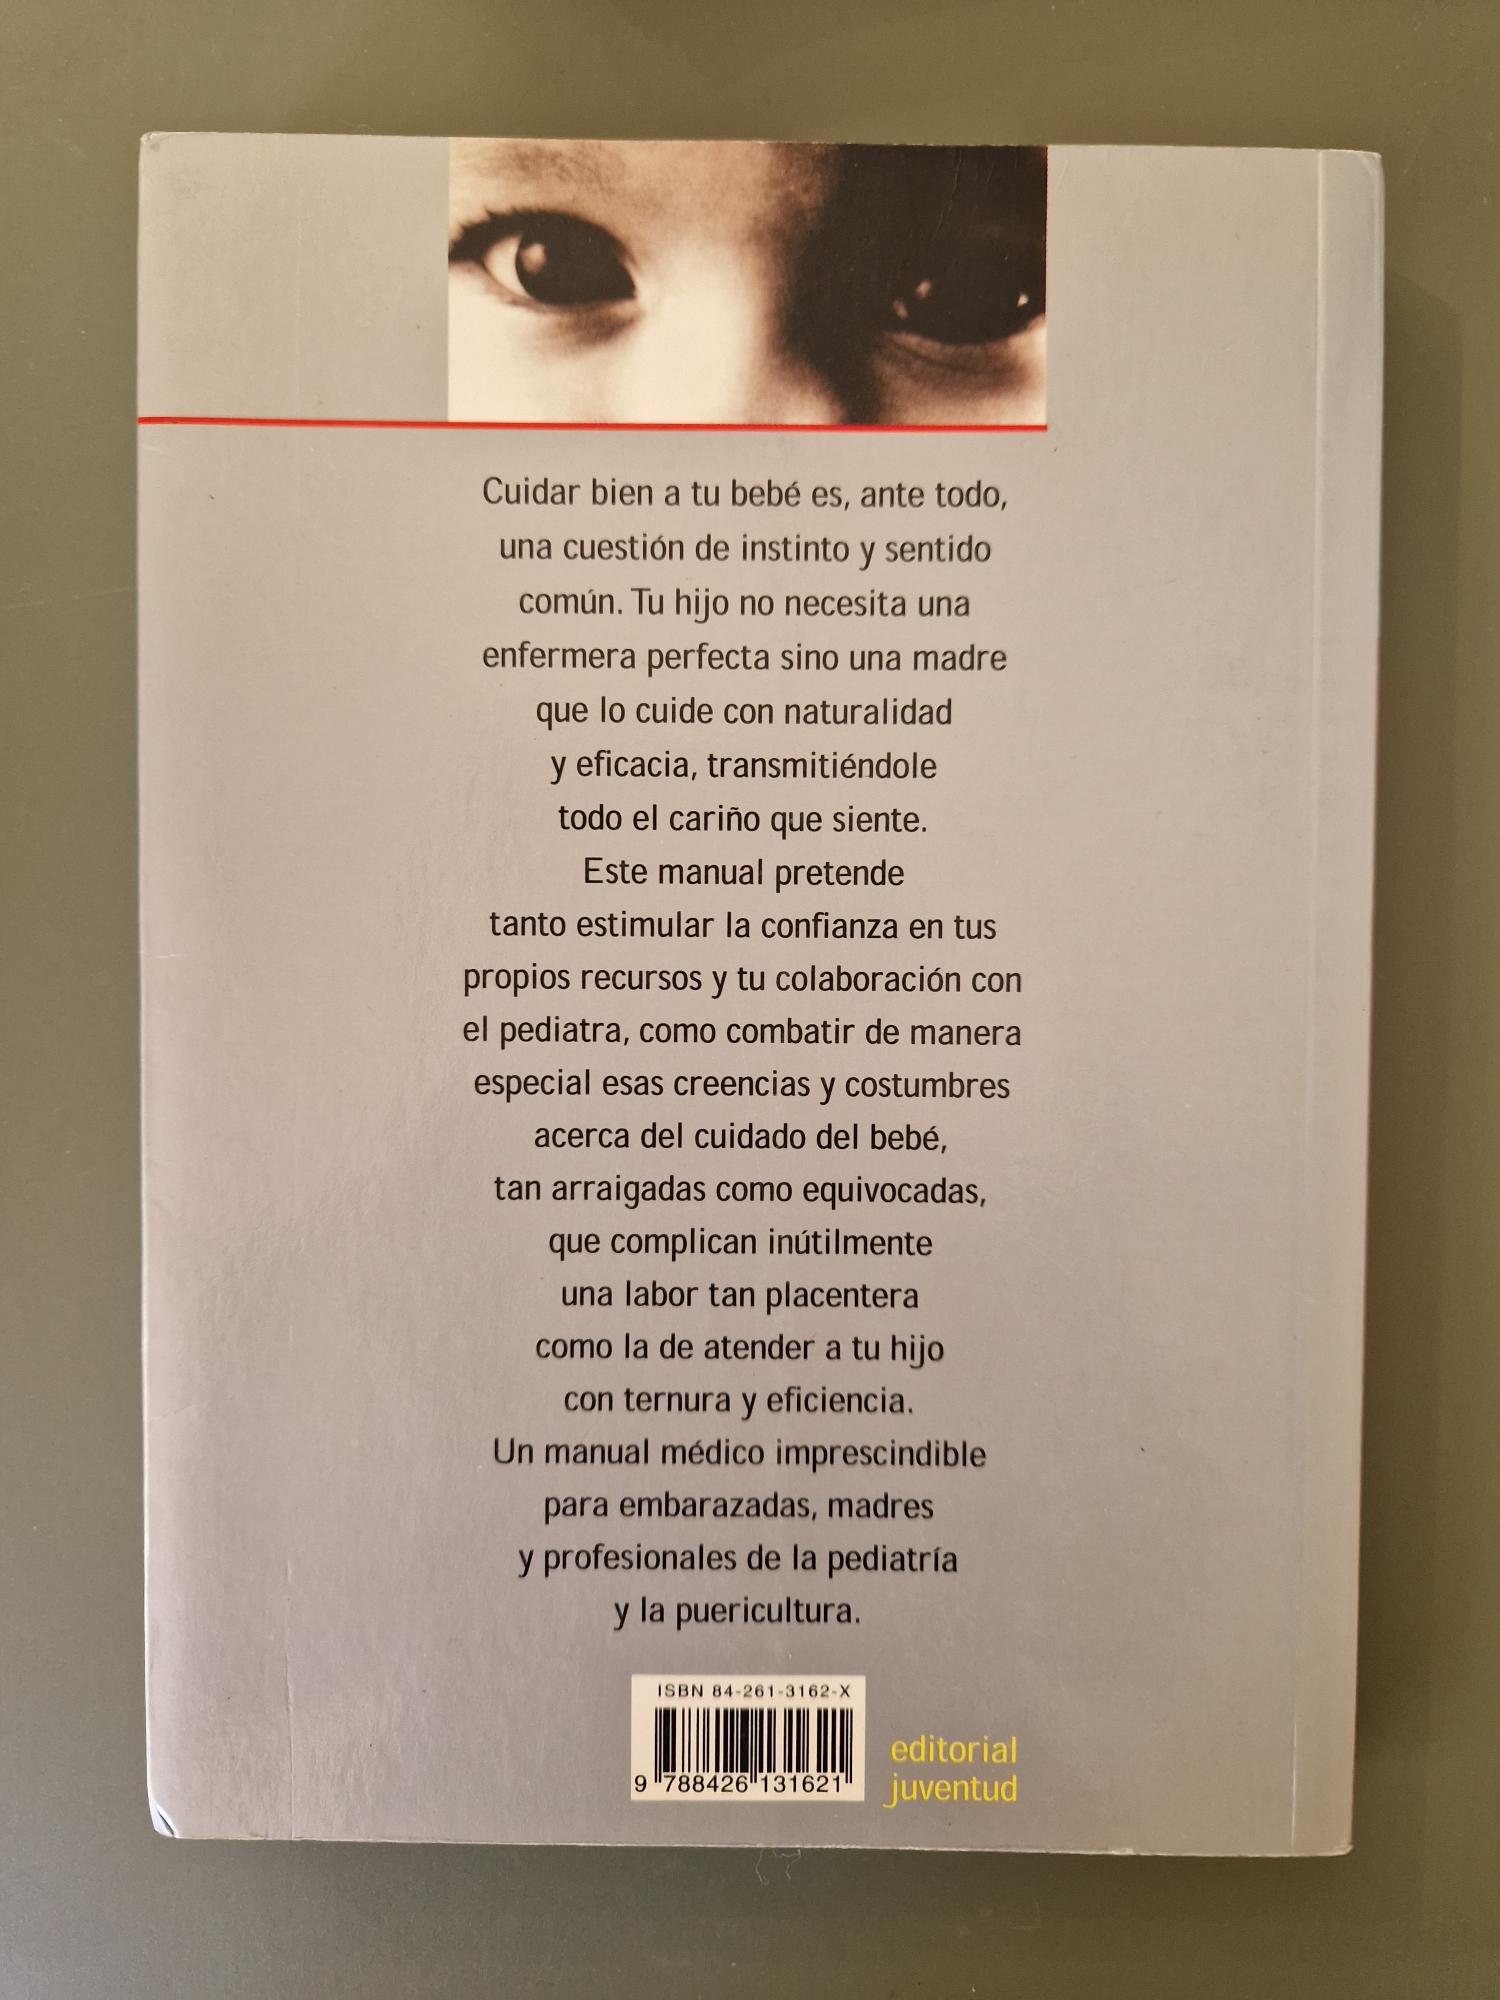 Cuidar bien a tu bebé es, ante todo,
una cuestión de instinto y sentido
común. Tu hijo no necesita una
enfermera perfecta sino una madre
que lo cuide con naturalidad
y eficacia, transmitiéndole
todo el cariño que siente.
Este manual pretende
tanto estimular la confianza en tus
propios recursos y tu colaboración con
el pediatra, como combatir de manera
especial esas creencias y costumbres
acerca del cuidado del bebé,
tan arraigadas como equivocadas,
que complican inútilmente
una labor tan placentera
como la de atender a tu hijo
con ternura y eficiencia.
Un manual médico imprescindible
para embarazadas, madres
y profesionales de la pediatría
y la puericultura.
ISBN 84-261-3162-X
9 788426 131621
editorial
juventud